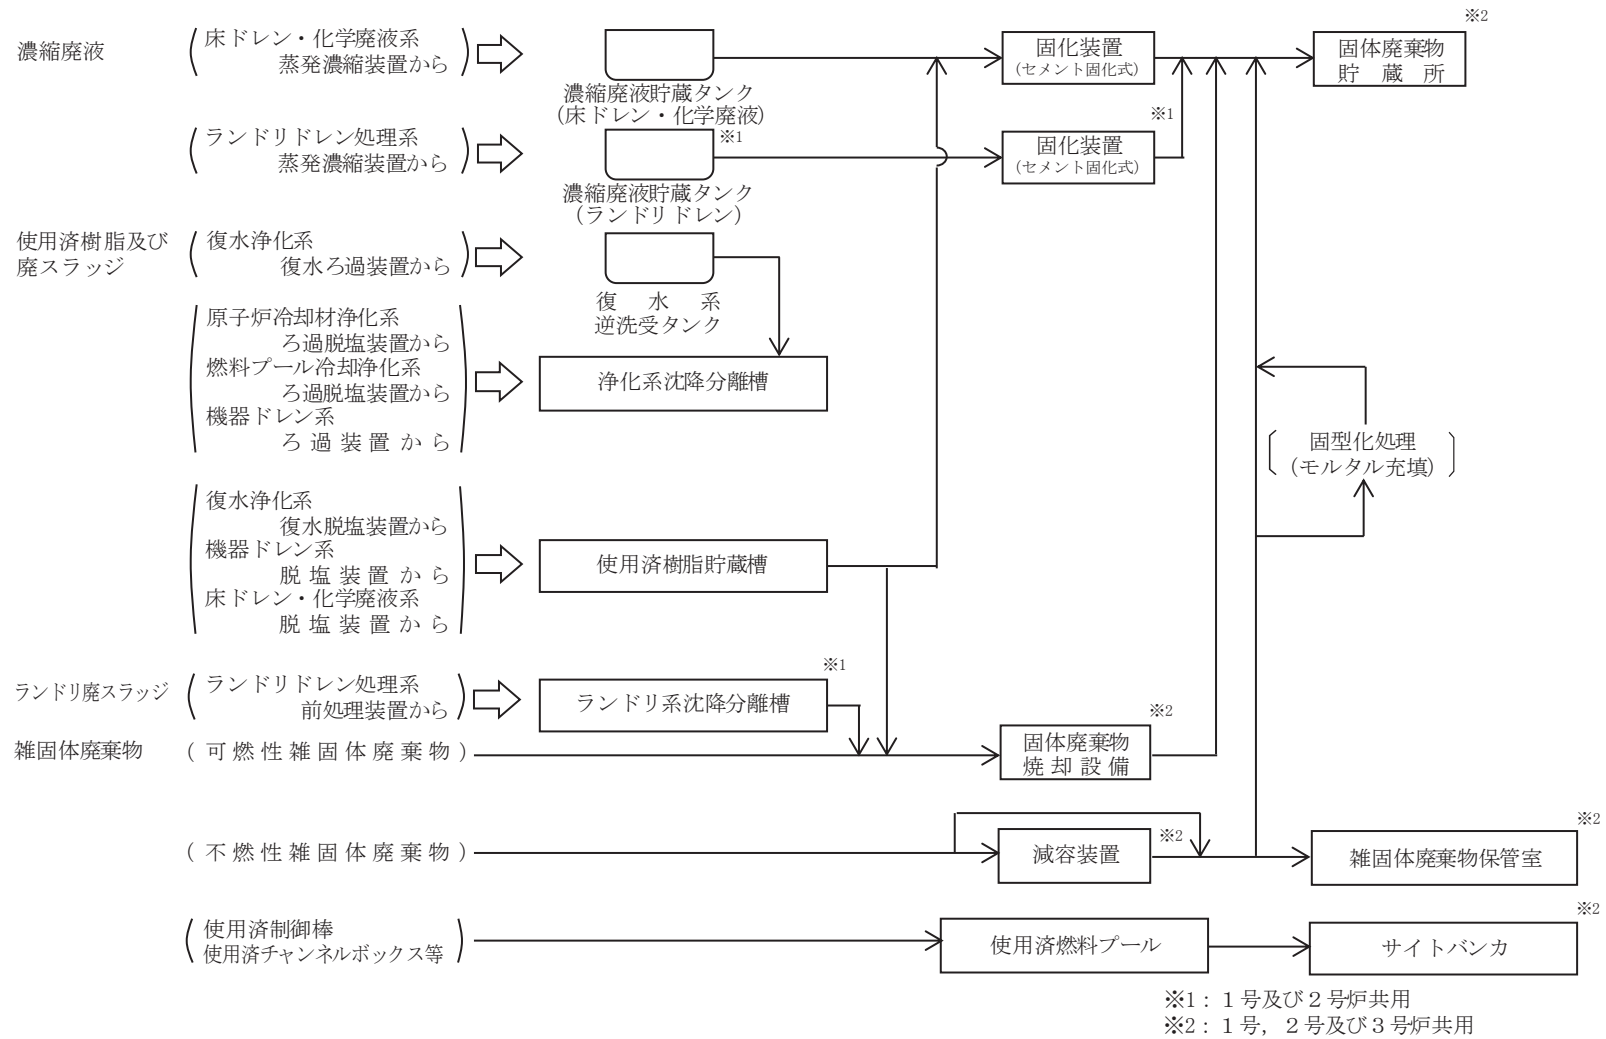 濃縮廃液
床ドレン・化学廃液系
蒸発濃縮装置から
濃縮廃液貯蔵タンク
(床ドレン・化学廃液)
固化装置
(セメント固化式)
※2
固体廃棄物
貯蔵所
ランドリドレン処理系
蒸発濃縮装置から
※1
濃縮廃液貯蔵タンク
(ランドリドレン)
※1
固化装置
(セメント固化式)
使用済樹脂及び
廃スラッジ
復水浄化系
復水ろ過装置から
復水系
逆洗受タンク
原子炉冷却材浄化系
ろ過脱塩装置から
燃料プール冷却浄化系
ろ過脱塩装置から
機器ドレン系
ろ過装置から
浄化系沈降分離槽
固型化処理
(モルタル充填)
復水浄化系
復水脱塩装置から
機器ドレン系
脱塩装置から
床ドレン・化学廃液系
脱塩装置から
使用済樹脂貯蔵槽
ランドリ廃スラッジ
ランドリドレン処理系
前処理装置から
※1
ランドリ系沈降分離槽
雑固体廃棄物
(可燃性雑固体廃棄物)
※2
固体廃棄物
焼却設備
(不燃性雑固体廃棄物)
減容装置
※2
※2
雑固体廃棄物保管室
使用済制御棒
使用済チャンネルボックス等
使用済燃料プール
※2
サイトバンカ
※1：１号及び２号炉共用
※2：１号，２号及び３号炉共用